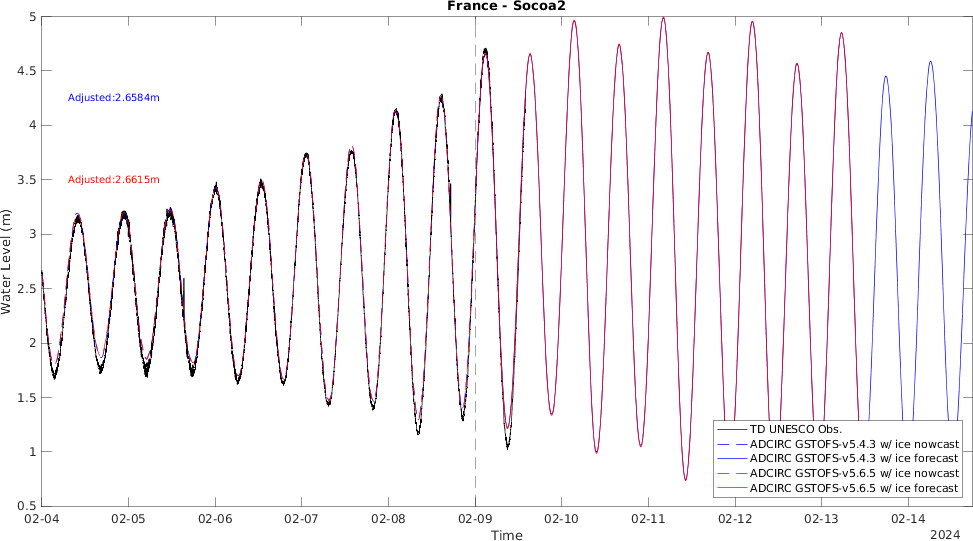 France - Socoa2
5
4.5
4
3.5
3
2.5
2
1.5
1
0.5
Water Level (m)
Adjusted:2.6584m
Adjusted:2.6615m
TD UNESCO Obs.
ADCIRC GSTOFS-v5.4.3 w/ ice nowcast
ADCIRC GSTOFS-v5.4.3 w/ ice forecast
ADCIRC GSTOFS-v5.6.5 w/ ice nowcast
ADCIRC GSTOFS-v5.6.5 w/ ice forecast
02-04 02-05 02-06 02-07 02-08 02-09 02-10 02-11 02-12 02-13 02-14
Time
2024